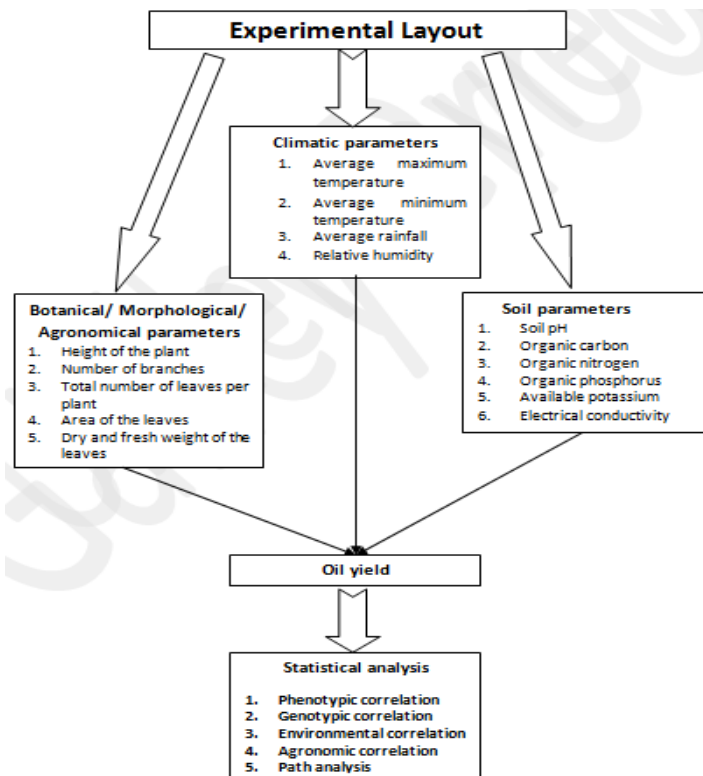 Experimental Layout
Climatic parameters
1. Average maximum
temperature
2. Average minimum
temperature
3. Average rainfall
4. Relative humidity
Botanical/ Morphological/
Agronomical parameters
1. Height of the plant
2. Number of branches
3. Total number of leaves per
plant
4. Area of the leaves
5. Dry and fresh weight of the
leaves
Soil parameters
1. Soil pH
2. Organic carbon
3. Organic nitrogen
4. Organic phosphorus
5. Available potassium
6. Electrical conductivity
Oil yield
Statistical analysis
1. Phenotypic correlation
2. Genotypic correlation
3. Environmental correlation
4. Agronomic correlation
5. Path analysis